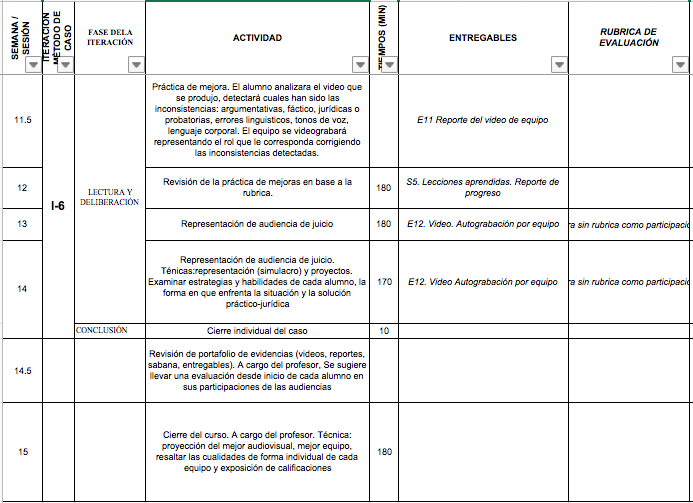 SEMANA /
SESIÓN
ITERACION
MÉTODO DE
CASO
FASE DELA
ITERACIÓN
ACTIVIDAD
TIEMPOS (MIN)
ENTREGABLES
RUBRICA DE
EVALUACIÓN
11.5
Práctica de mejora. El alumno analizara el video que
se produjo, detectará cuales han sido las
inconsistencias: argumentativas, fáctico, jurídicas o
probatorias, errores linguisticos, tonos de voz,
lenguaje corporal. El equipo se videograbará
representando el rol que le corresponda corrigiendo
las inconsistencias detectadas.
E11 Reporte del video de equipo
I-6
LECTURA Y
DELIBERACIÓN
12
Revisión de la práctica de mejoras en base a la
rubrica.
180
S5. Lecciones aprendidas. Reporte de
progreso
13
Representación de audiencia de juicio
180
E12. Video. Autograbación por equipo
ra sin rubrica como participació
14
Representación de audiencia de juicio.
Ténicas:representación (simulacro) y proyectos.
Examinar estrategias y habilidades de cada alumno, la
forma en que enfrenta la situación y la solución
práctico-jurídica
170
E12. Video Autograbación por equipo
ra sin rubrica como participació
CONCLUSIÓN
Cierre individual del caso
10
14.5
Revisión de portafolio de evidencias (videos, reportes,
sabana, entregables). A cargo del profesor, Se sugiere
llevar una evaluación desde inicio de cada alumno en
sus participaciones de las audiencias
15
Cierre del curso. A cargo del profesor. Técnica:
proyección del mejor audiovisual, mejor equipo,
resaltar las cualidades de forma individual de cada
equipo y exposición de calificaciones
180